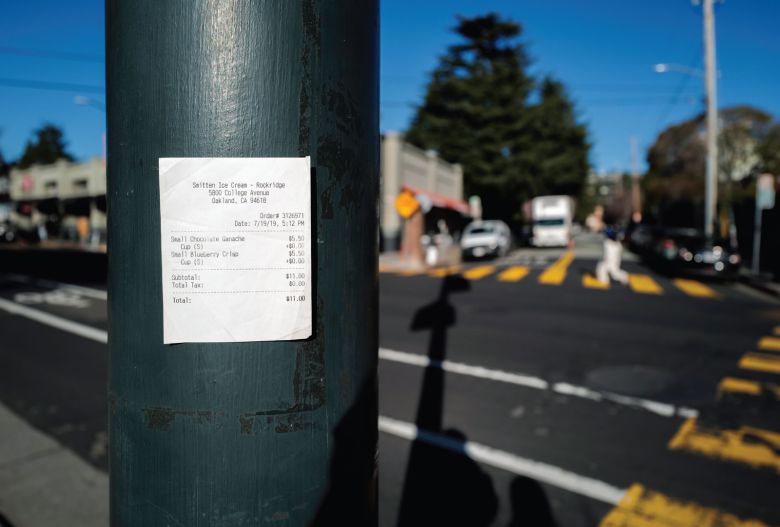 Smitten Ice Cream - Rockridge
5800 College Avenue
Oakland, CA 94618
Order# 3126971
Date: 7/19/19, 5:12 PM
Small Chocolate Ganache $5.50
Cup (S) +$0.00
Small Blueberry Crisp $5.50
Cup (S) +$0.00
Subtotal: $11.00
Total Tax: $0.00
Total: $11.00